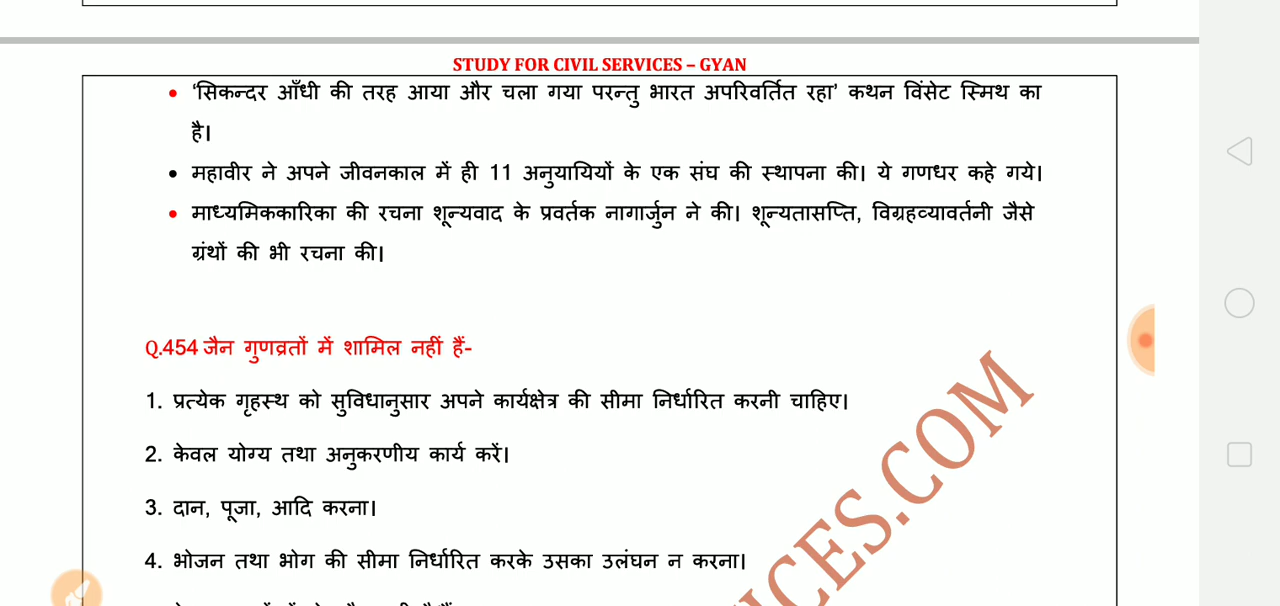 STUDY FOR CIVIL SERVICES – GYAN
• ‘सिकन्दर आँधी की तरह आया और चला गया परन्तु भारत अपरिवर्तित रहा’ कथन विंसेट स्मिथ का
है।
• महावीर ने अपने जीवनकाल में ही 11 अनुयायियों के एक संघ की स्थापना की। ये गणधर कहे गये।
• माध्यमिककारिका की रचना शून्यवाद के प्रवर्तक नागार्जुन ने की। शून्यतासप्ति, विग्रहव्यावर्तनी जैसे
ग्रंथों की भी रचना की।
Q.454 जैन गुणव्रतों में शामिल नहीं हैं-
1. प्रत्येक गृहस्थ को सुविधानुसार अपने कार्यक्षेत्र की सीमा निर्धारित करनी चाहिए।
2. केवल योग्य तथा अनुकरणीय कार्य करें।
3. दान, पूजा, आदि करना।
4. भोजन तथा भोग की सीमा निर्धारित करके उसका उलंघन न करना।
ICES.COM